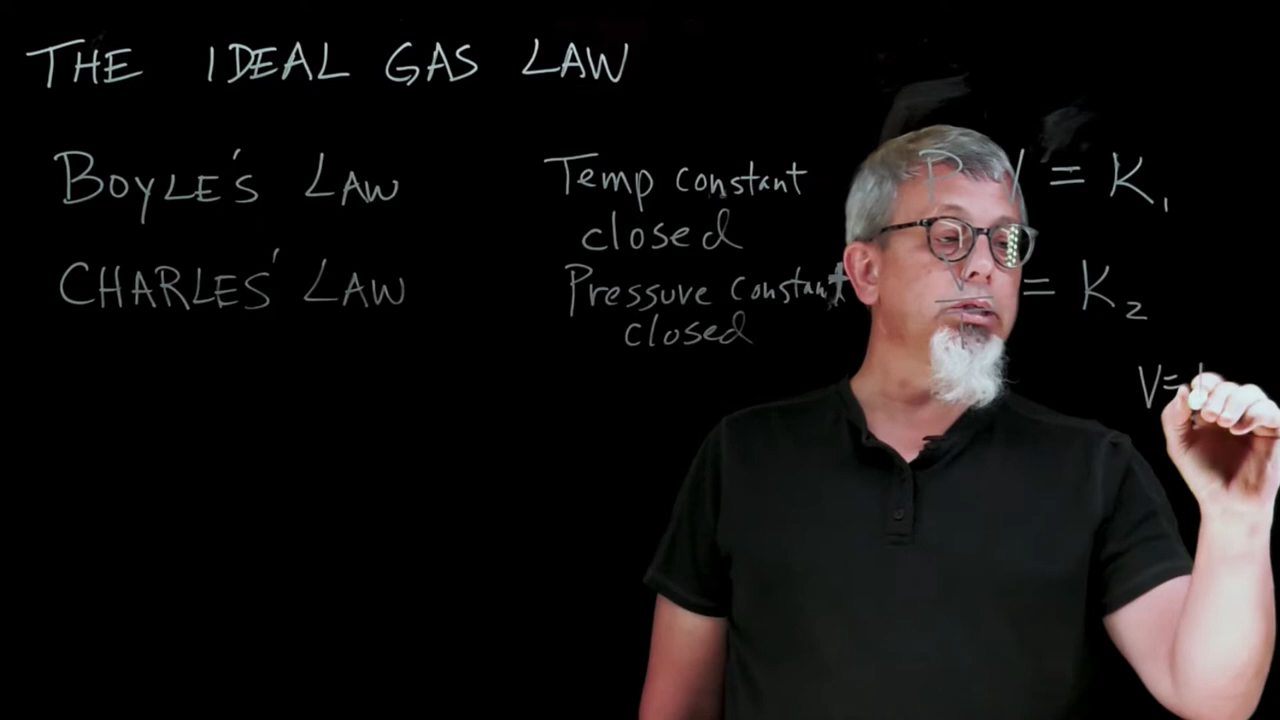 THE IDEAL GAS LAW
BOYLE'S LAW Temp constant P V = K₁
closed
CHARLES' LAW Pressure constant V/T = K₂
closed
V =